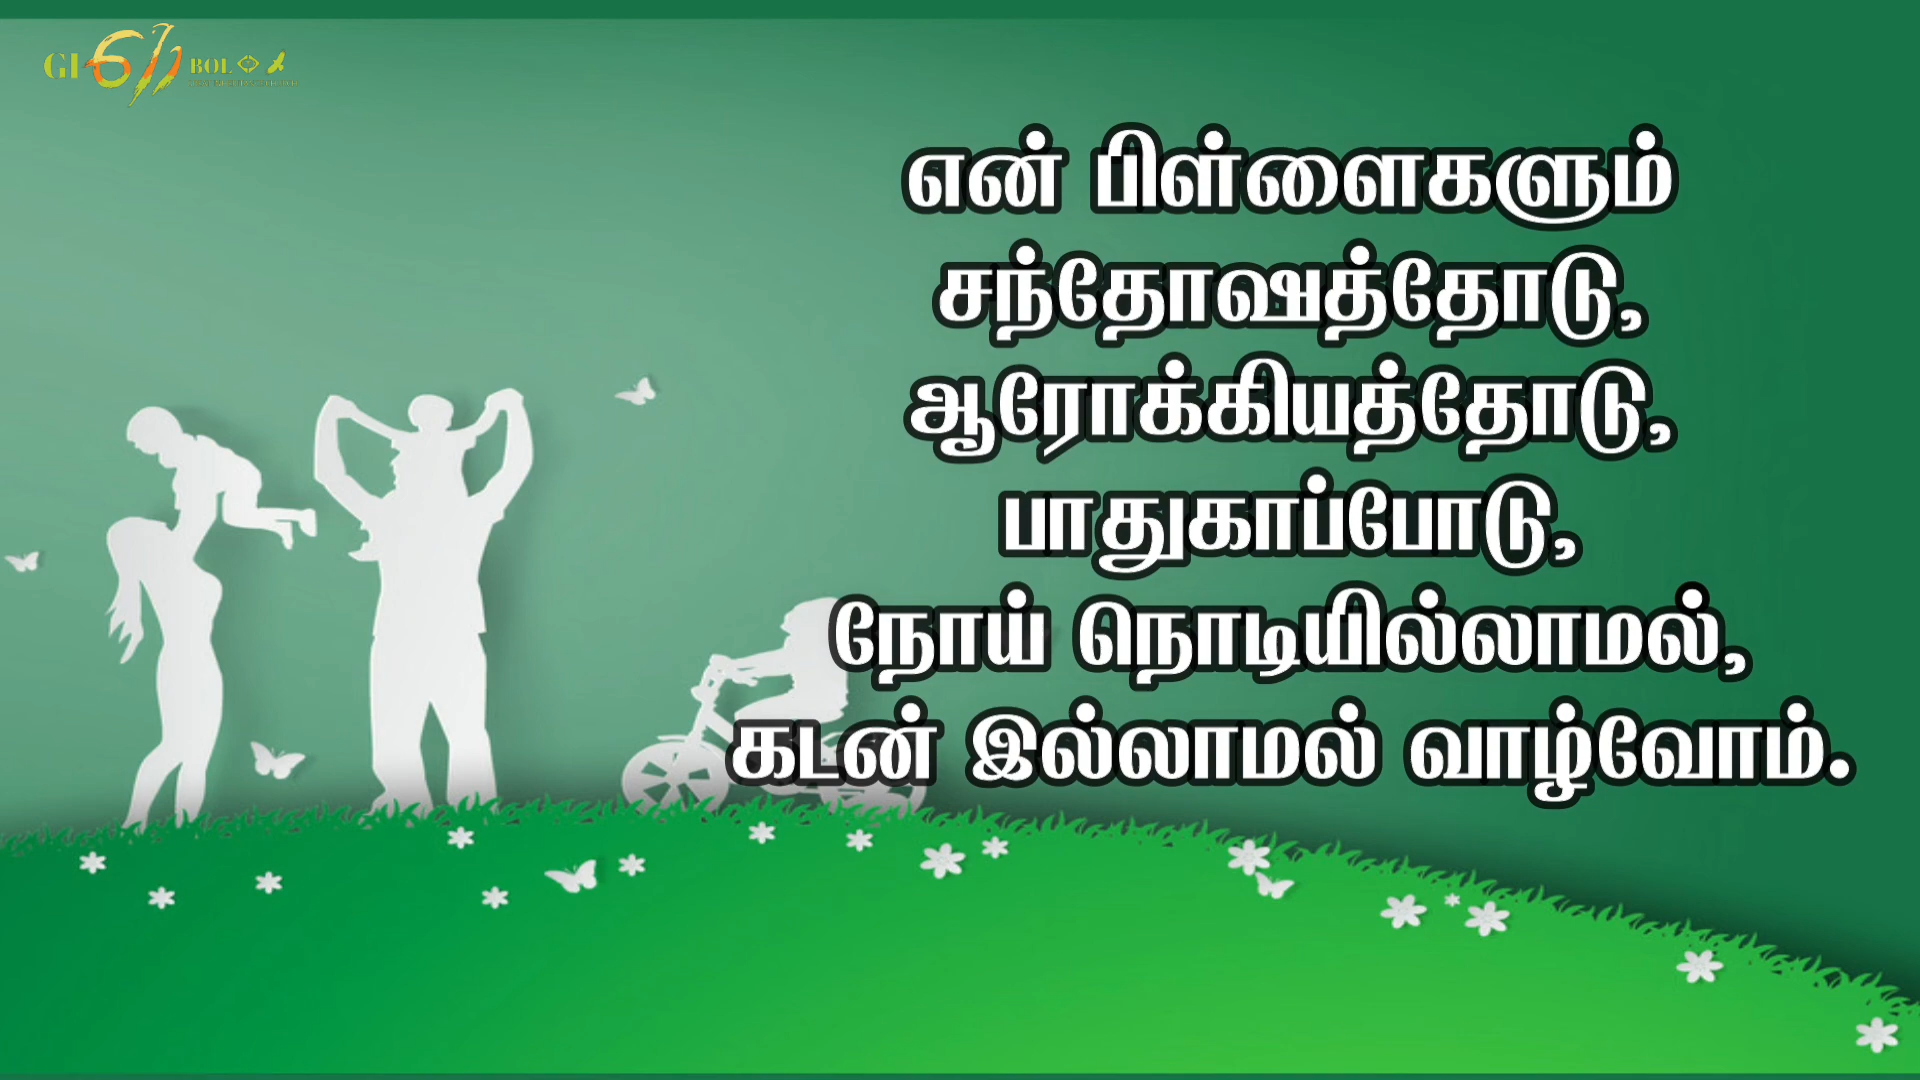 என் பிள்ளைகளும்
சந்தோஷத்தோடு,
ஆரோக்கியத்தோடு,
பாதுகாப்போடு,
நோய் நொடியில்லாமல்,
கடன் இல்லாமல் வாழ்வோம்.